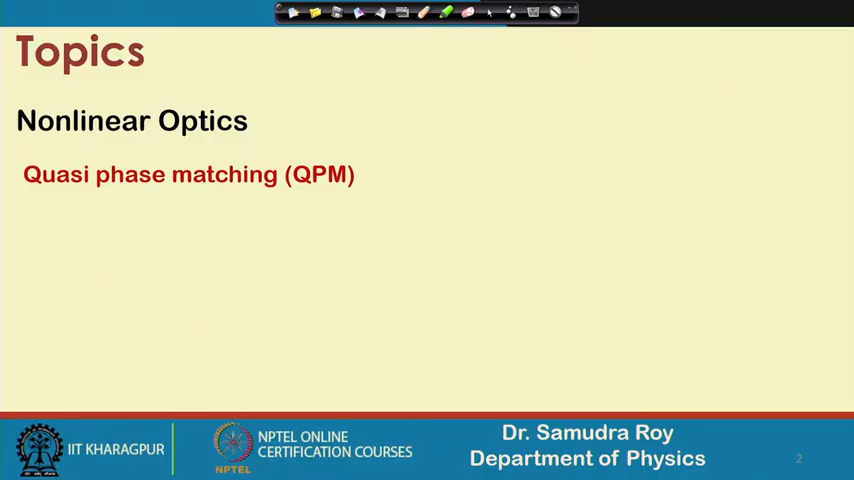 Topics
Nonlinear Optics
Quasi phase matching (QPM)
IIT KHARAGPUR
NPTEL
NPTEL ONLINE
CERTIFICATION COURSES
Dr. Samudra Roy
Department of Physics
2